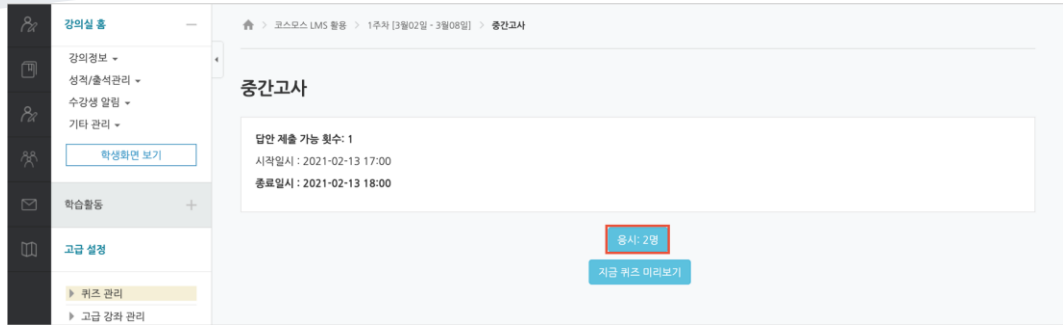 강의실 홈
강의정보
성적/출석관리
수강생 알림
기타 관리
학생화면 보기
학습활동
고급 설정
퀴즈 관리
고급 강좌 관리
코스모스 LMS 활용 > 1주차 [3월02일 - 3월08일] > 중간고사
중간고사
답안 제출 가능 횟수: 1
시작일시 : 2021-02-13 17:00
종료일시 : 2021-02-13 18:00
응시: 2명
지금 퀴즈 미리보기